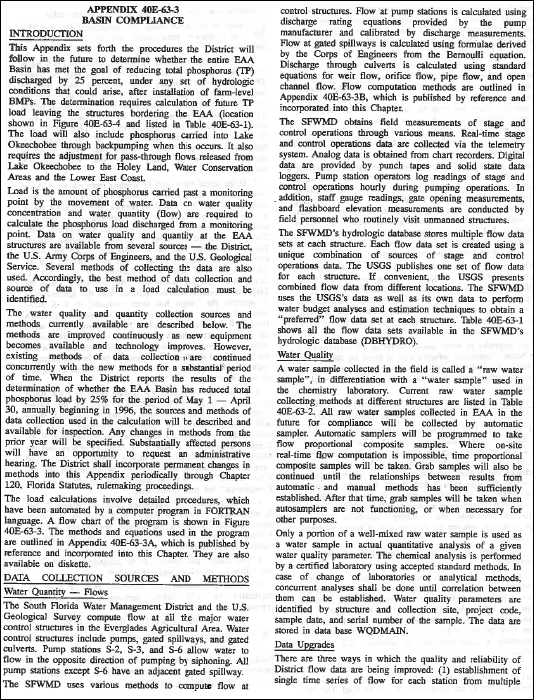 APPENDIX 40E-63-3
BASIN COMPLIANCE
INTRODUCTION
This Appendix sets forth the procedures the District will
follow in the future to determine whether the entire EAA
Basin has met the goal of reducing total phosphorus (TP)
discharged by 25 percent, under any set of hydrologic
conditions that could arise, after installation of farm-level
BMPs. The determination requires calculation of future TP
load leaving the structures bordering the EAA (location
shown in Figure 40E-63-4 and listed in Table 40E-63-1).
The load will also include phosphorus carried into Lake
Okeechobee through backpumping when this occurs. It also
requires the adjustment for pass-through flows released from
Lake Okeechobee to the Holey Land, Water Conservation
Areas and the Lower East Coast.
Load is the amount of phosphorus carried past a monitoring
point by the movement of water. Data on water quality
concentration and water quantity (flow) are required to
calculate the phosphorus load discharged from a monitoring
point. Data on water quality and quantity at the EAA
structures are available from several sources — the District,
the U.S. Army Corps of Engineers, and the U.S. Geological
Service. Several methods of collecting the data are also
used. Accordingly, the best method of data collection and
source of data to use in a load calculation must be
identified.
The water quality and quantity collection sources and
methods currently available are described below. The
methods are improved continuously as new equipment
becomes available and technology improves. However,
existing methods of data collection are continued
concurrently with the new methods for a substantial period
of time. When the District reports the results of the
determination of whether the EAA Basin has reduced total
phosphorus load by 25% for the period of May 1 — April
30, annually beginning in 1996, the sources and methods of
data collection used in the calculation will be described and
available for inspection. Any changes in methods from the
prior year will be specified. Substantially affected persons
will have an opportunity to request an administrative
hearing. The District shall incorporate permanent changes in
methods into this Appendix periodically through Chapter
120, Florida Statutes, rulemaking proceedings.
The load calculations involve detailed procedures, which
have been automated by a computer program in FORTRAN
language. A flow chart of the program is shown in Figure
40E-63-3. The methods and equations used in the program
are outlined in Appendix 40E-63-3A, which is published by
reference and incorporated into this Chapter. They are also
available on diskette.
DATA COLLECTION SOURCES AND METHODS
Water Quantity — Flows
The South Florida Water Management District and the U.S.
Geological Survey compute flow at all the major water
control structures in the Everglades Agricultural Area. Water
control structures include pumps, gated spillways, and gated
culverts. Pump stations S-2, S-3, and S-6 allow water to
flow in the opposite direction of pumping by siphoning. All
pump stations except S-6 have an adjacent gated spillway.
The SFWMD uses various methods to compute flow at
control structures. Flow at pump stations is calculated using
discharge rating equations provided by the pump
manufacturer and calibrated by discharge measurements.
Flow at gated spillways is calculated using formulae derived
by the Corps of Engineers from the Bernoulli equation.
Discharge through culverts is calculated using standard
equations for weir flow, orifice flow, pipe flow, and open
channel flow. Flow computation methods are outlined in
Appendix 40E-63-3B, which is published by reference and
incorporated into this Chapter.
The SFWMD obtains field measurements of stage and
control operations through various means. Real-time stage
and control operations data are collected via the telemetry
system. Analog data is obtained from chart recorders. Digital
data are provided by punch tapes and solid state data
loggers. Pump station operators log readings of stage and
control operations hourly during pumping operations. In
addition, staff gauge readings, gate opening measurements,
and flashboard elevation measurements are conducted by
field personnel who routinely visit unmanned structures.
The SFWMD's hydrologic database stores multiple flow data
sets at each structure. Each flow data set is created using a
unique combination of sources of stage and control
operations data. The USGS publishes one set of flow data
for each structure. If convenient, the USGS presents
combined flow data from different locations. The SFWMD
uses the USGS's data as well as its own data to perform
water budget analyses and estimation techniques to obtain a
"preferred" flow data set at each structure. Table 40E-63-1
shows all the flow data sets available in the SFWMD's
hydrologic database (DBHYDRO).
Water Quality
A water sample collected in the field is called a "raw water
sample", in differentiation with a "water sample" used in
the chemistry laboratory. Current raw water sample
collecting methods at different structures are listed in Table
40E-63-2. All raw water samples collected in EAA in the
future for compliance will be collected by automatic
sampler. Automatic samplers will be programmed to take
flow proportional composite samples. Where on-site
real-time flow computation is impossible, time proportional
composite samples will be taken. Grab samples will also be
continued until the relationships between results from
automatic and manual methods has been sufficiently
established. After that time, grab samples will be taken when
autosamplers are not functioning, or when necessary for
other purposes.
Only a portion of a well-mixed raw water sample is used as
a water sample in actual quantitative analysis of a given
water quality parameter. The chemical analysis is performed
by a certified laboratory using accepted standard methods. In
case of change of laboratories or analytical methods,
concurrent analyses shall be done until correlation between
them can be established. Water quality parameters are
identified by structure and collection site, project code,
sample date, and serial number of the sample. The data are
stored in data base WQDMAIN.
Data Upgrades
There are three ways in which the quality and reliability of
District flow data are being improved: (1) establishment of
single time series of flow for each station from multiple